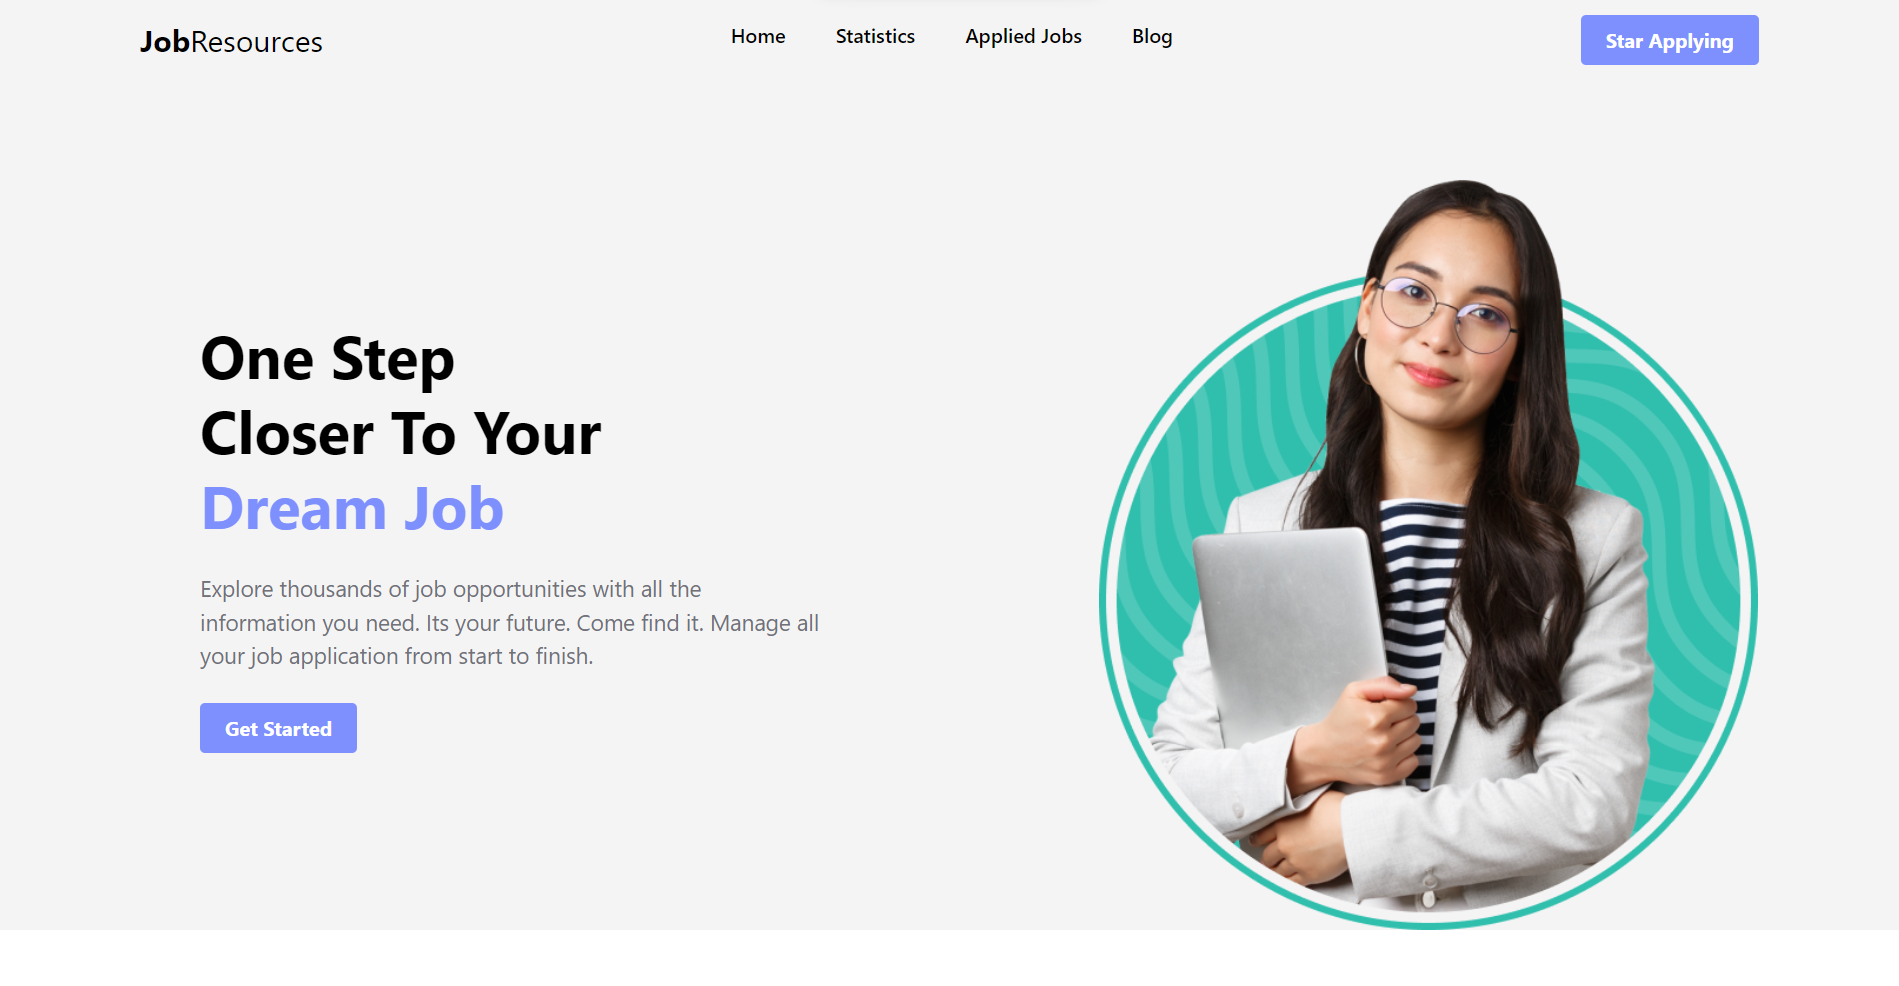 JobResources
Home Statistics Applied Jobs Blog
Star Applying
One Step
Closer To Your
Dream Job
Explore thousands of job opportunities with all the
information you need. Its your future. Come find it. Manage all
your job application from start to finish.
Get Started